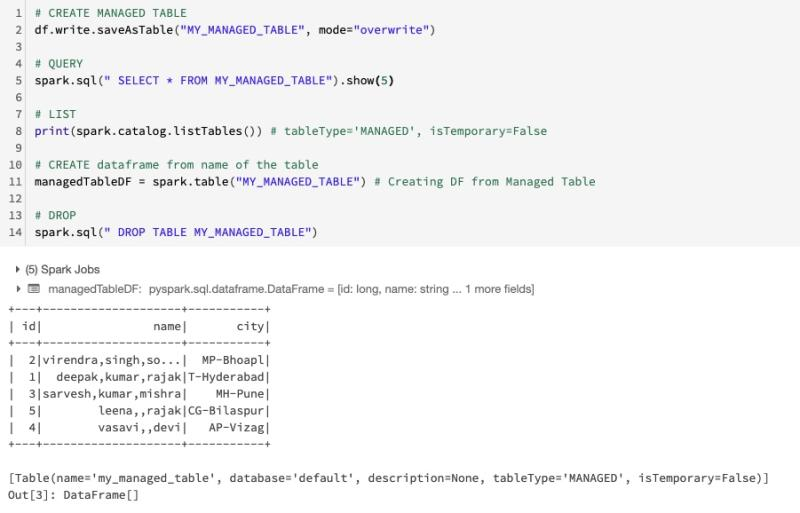 1 # CREATE MANAGED TABLE
2 df.write.saveAsTable("MY_MANAGED_TABLE", mode="overwrite")
3
4 # QUERY
5 spark.sql(" SELECT * FROM MY_MANAGED_TABLE").show(5)
6
7 # LIST
8 print(spark.catalog.listTables()) # tableType='MANAGED', isTemporary=False
9
10 # CREATE dataframe from name of the table
11 managedTableDF = spark.table("MY_MANAGED_TABLE") # Creating DF from Managed Table
12
13 # DROP
14 spark.sql(" DROP TABLE MY_MANAGED_TABLE")
(5) Spark Jobs
managedTableDF: pyspark.sql.dataframe.DataFrame = [id: long, name: string ... 1 more fields]
+---+--------------------+-----------+
| id|                name|       city|
+---+--------------------+-----------+
|  2|virendra,singh,so...|  MP-Bhoapl|
|  1|  deepak,kumar,rajak|T-Hyderabad|
|  3|sarvesh,kumar,mishra|    MH-Pune|
|  5|        leena,,rajak|CG-Bilaspur|
|  4|        vasavi,,devi|   AP-Vizag|
+---+--------------------+-----------+
[Table(name='my_managed_table', database='default', description=None, tableType='MANAGED', isTemporary=False)]
Out[3]: DataFrame[]